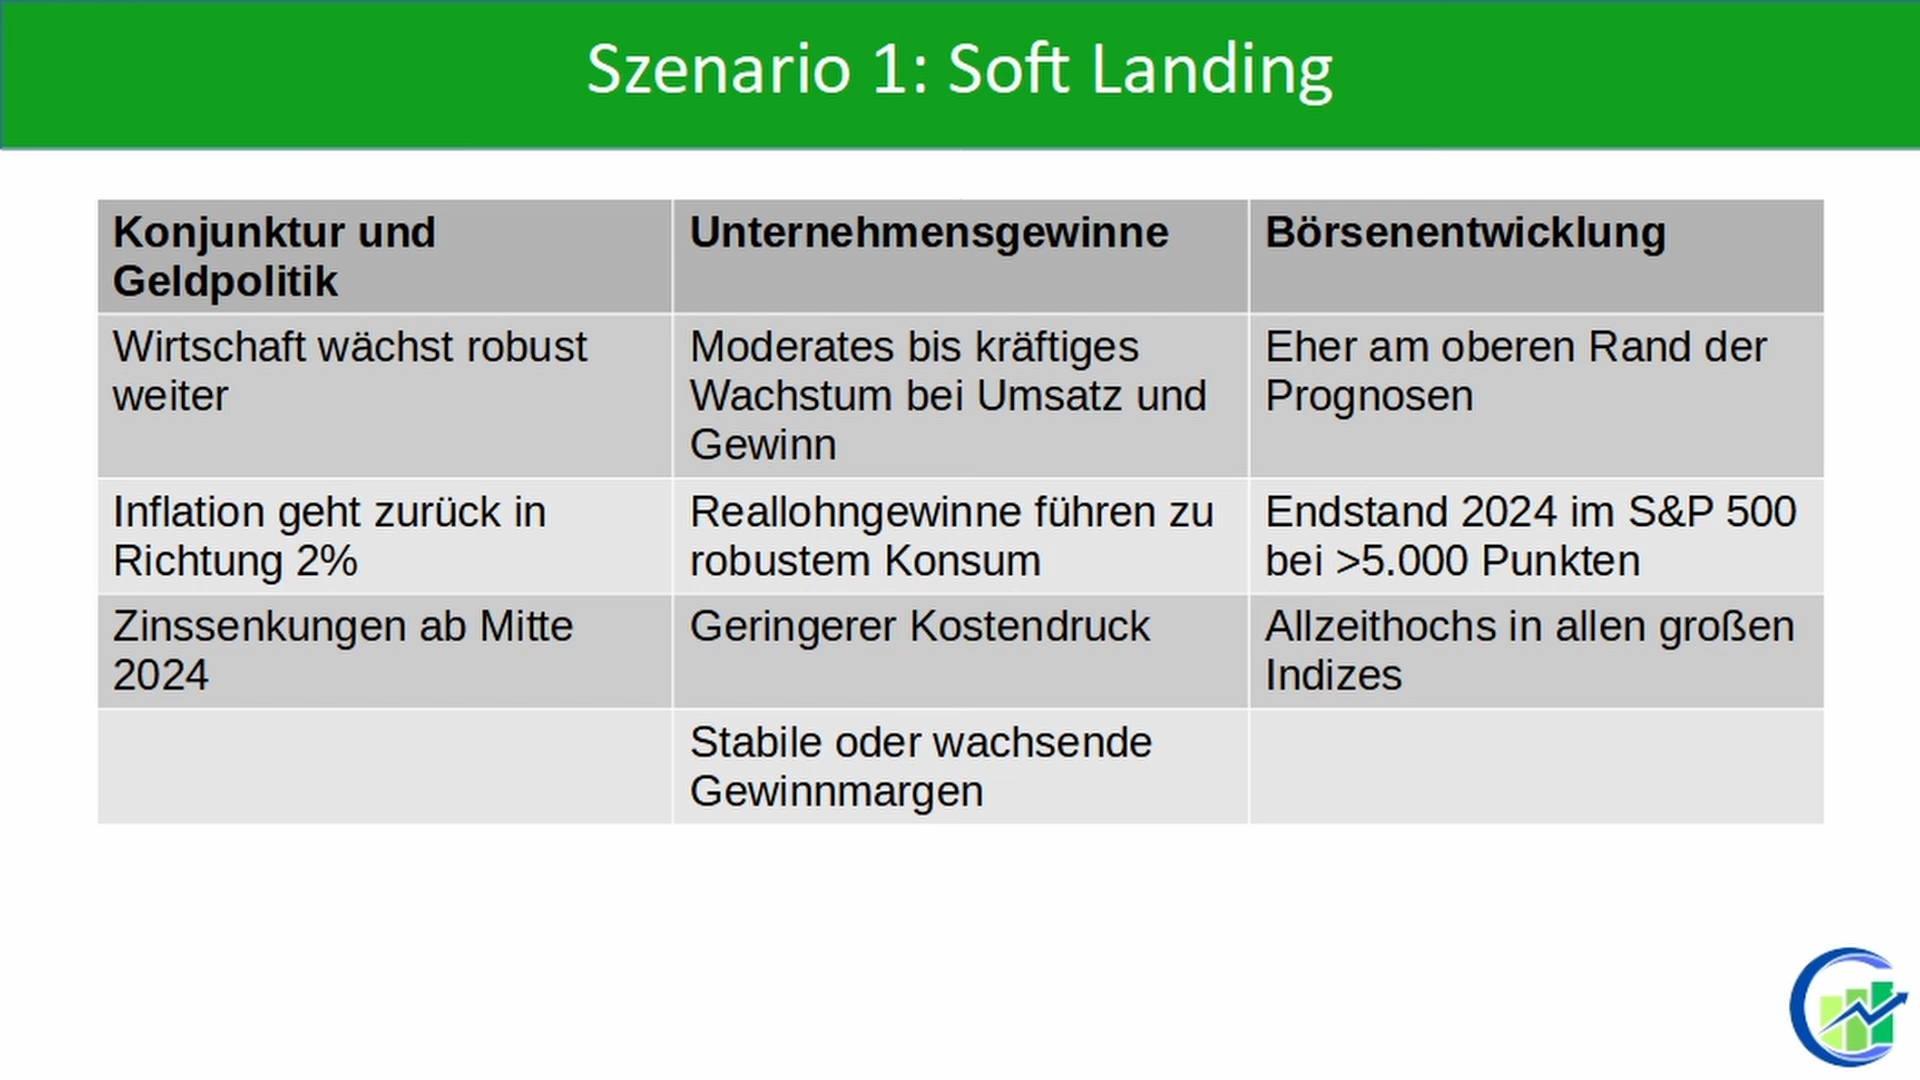 Szenario 1: Soft Landing
Konjunktur und
Geldpolitik
Unternehmensgewinne
Börsenentwicklung
Wirtschaft wächst robust
weiter
Moderates bis kräftiges
Wachstum bei Umsatz und
Gewinn
Eher am oberen Rand der
Prognosen
Inflation geht zurück in
Richtung 2%
Reallohngewinne führen zu
robustem Konsum
Endstand 2024 im S&P 500
bei >5.000 Punkten
Zinssenkungen ab Mitte
2024
Geringerer Kostendruck
Allzeithochs in allen großen
Indizes
Stabile oder wachsende
Gewinnmargen